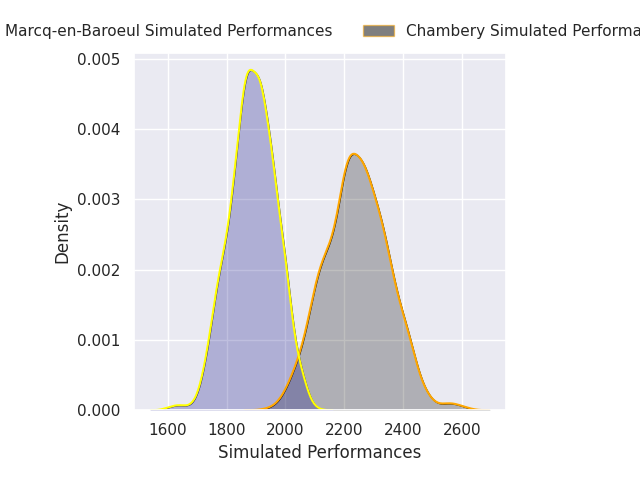 Marcq-en-Baroeul Simulated Performances
Chambery Simulated Performa
0.005
0.004
0.003
0.002
0.001
0.000
Density
1600 1800 2000 2200 2400 2600
Simulated Performances